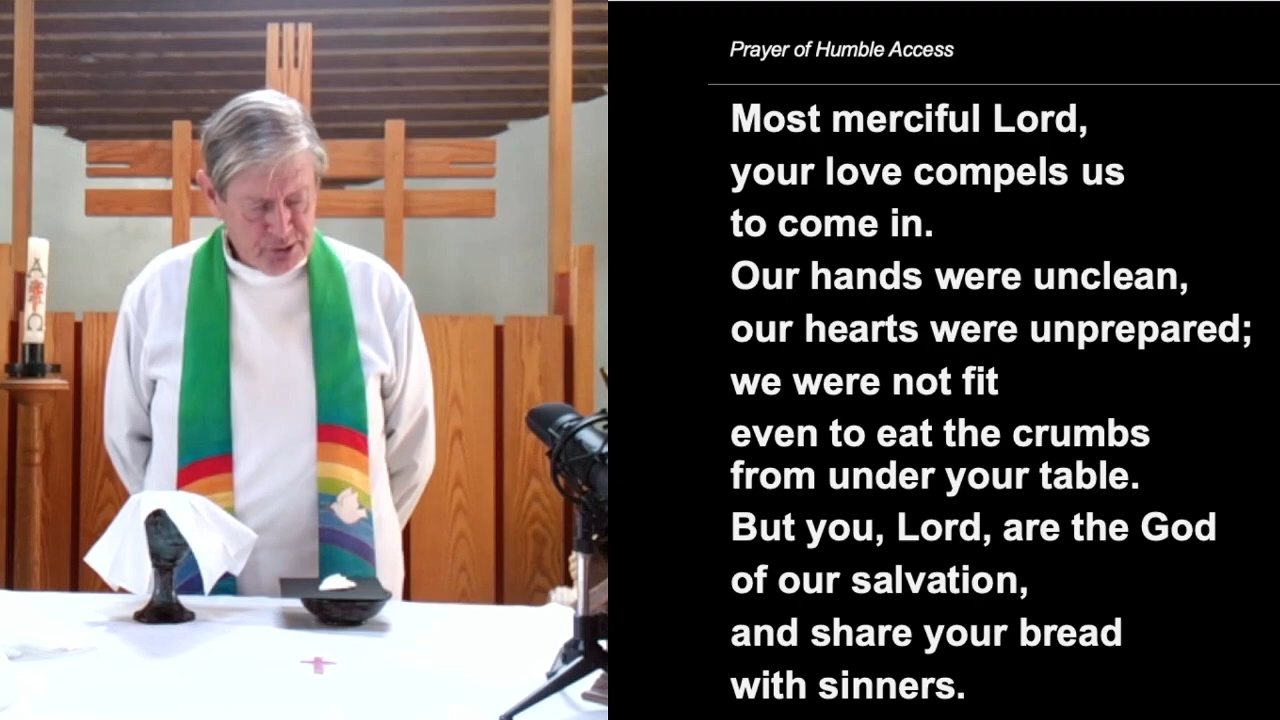 Α
Ω
Prayer of Humble Access
Most merciful Lord,
your love compels us
to come in.
Our hands were unclean,
our hearts were unprepared;
we were not fit
even to eat the crumbs
from under your table.
But you, Lord, are the God
of our salvation,
and share your bread
with sinners.